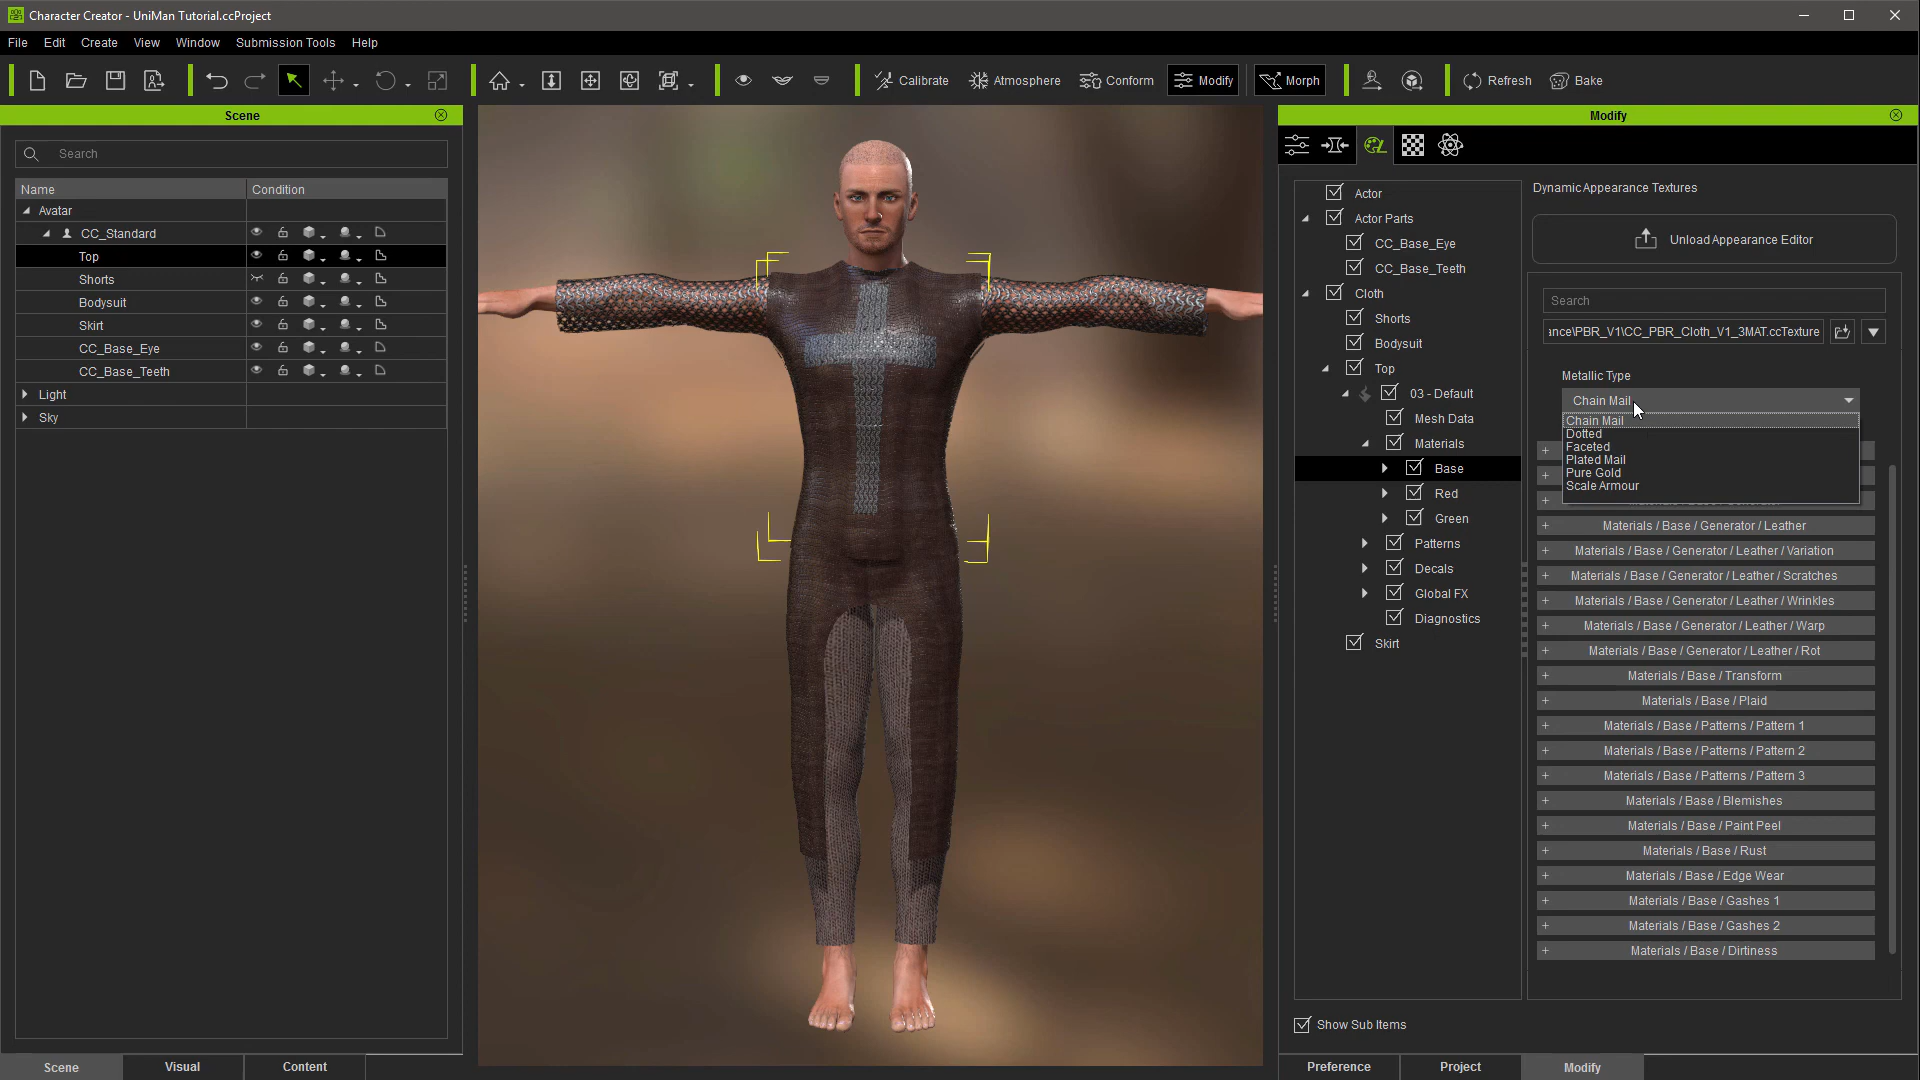 Character Creator - UniMan Tutorial.ccProject
File Edit Create View Window Submission Tools Help
Calibrate Atmosphere Conform Modify Morph Refresh Bake
Scene
Search
Name Condition
Avatar
CC_Standard
Top
Shorts
Bodysuit
Skirt
CC_Base_Eye
CC_Base_Teeth
Light
Sky
Scene Visual Content
Modify
Actor
Actor Parts
CC_Base_Eye
CC_Base_Teeth
Cloth
Shorts
Bodysuit
Top
03 - Default
Mesh Data
Materials
Base
Red
Green
Patterns
Decals
Global FX
Diagnostics
Skirt
Show Sub Items
Dynamic Appearance Textures
Unload Appearance Editor
Search
ance\PBR_V1\CC_PBR_Cloth_V1_3MAT.ccTexture
Metallic Type
Chain Mail
Chain Mail
Dotted
Faceted
Plated Mail
Pure Gold
Scale Armour
Materials / Base / Generator / Leather
Materials / Base / Generator / Leather / Variation
Materials / Base / Generator / Leather / Scratches
Materials / Base / Generator / Leather / Wrinkles
Materials / Base / Generator / Leather / Warp
Materials / Base / Generator / Leather / Rot
Materials / Base / Transform
Materials / Base / Plaid
Materials / Base / Patterns / Pattern 1
Materials / Base / Patterns / Pattern 2
Materials / Base / Patterns / Pattern 3
Materials / Base / Blemishes
Materials / Base / Paint Peel
Materials / Base / Rust
Materials / Base / Edge Wear
Materials / Base / Gashes 1
Materials / Base / Gashes 2
Materials / Base / Dirtiness
Preference Project Modify